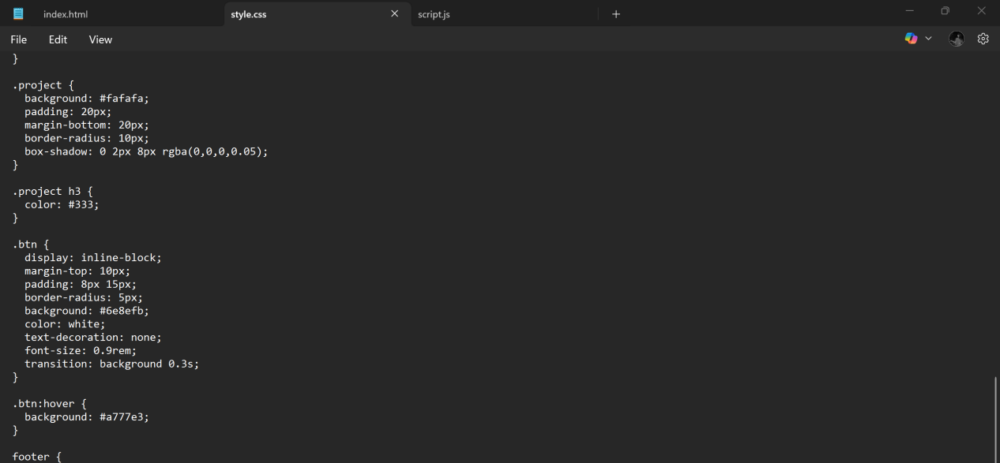 index.html
style.css
script.js
File
Edit
View
}
.project {
  background: #fafafa;
  padding: 20px;
  margin-bottom: 20px;
  border-radius: 10px;
  box-shadow: 0 2px 8px rgba(0,0,0,0.05);
}
.project h3 {
  color: #333;
}
.btn {
  display: inline-block;
  margin-top: 10px;
  padding: 8px 15px;
  border-radius: 5px;
  background: #6e8efb;
  color: white;
  text-decoration: none;
  font-size: 0.9rem;
  transition: background 0.3s;
}
.btn:hover {
  background: #a777e3;
}
footer {